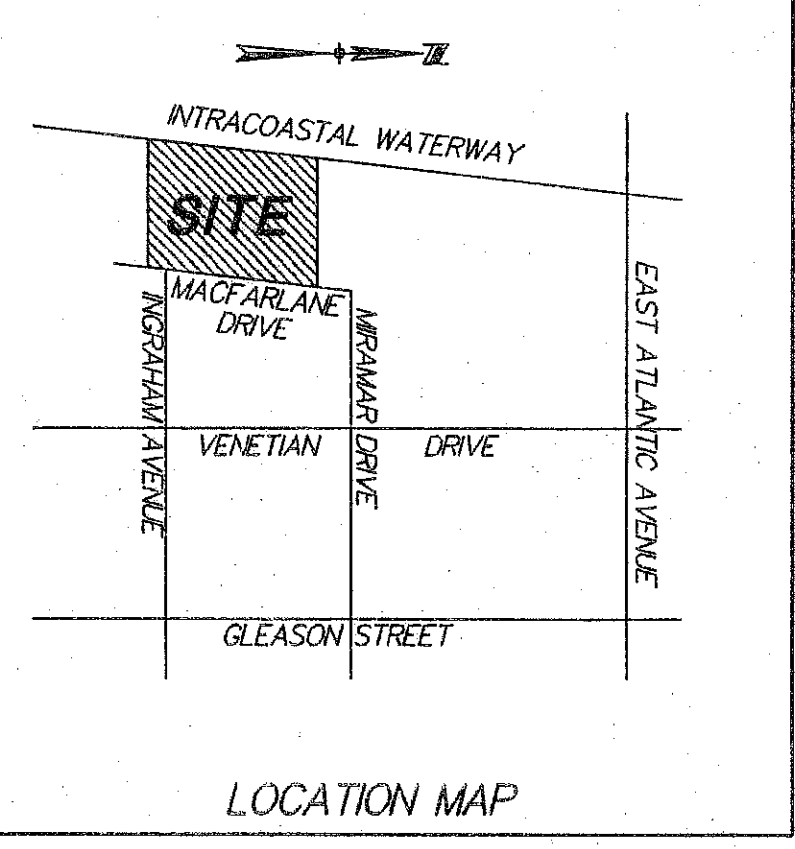 N
INTRACOASTAL WATERWAY
SITE
MACFARLANE
DRIVE
INGRAHAM AVENUE
MIRAMAR DRIVE
EAST ATLANTIC AVENUE
VENETIAN DRIVE
GLEASON STREET
LOCATION MAP